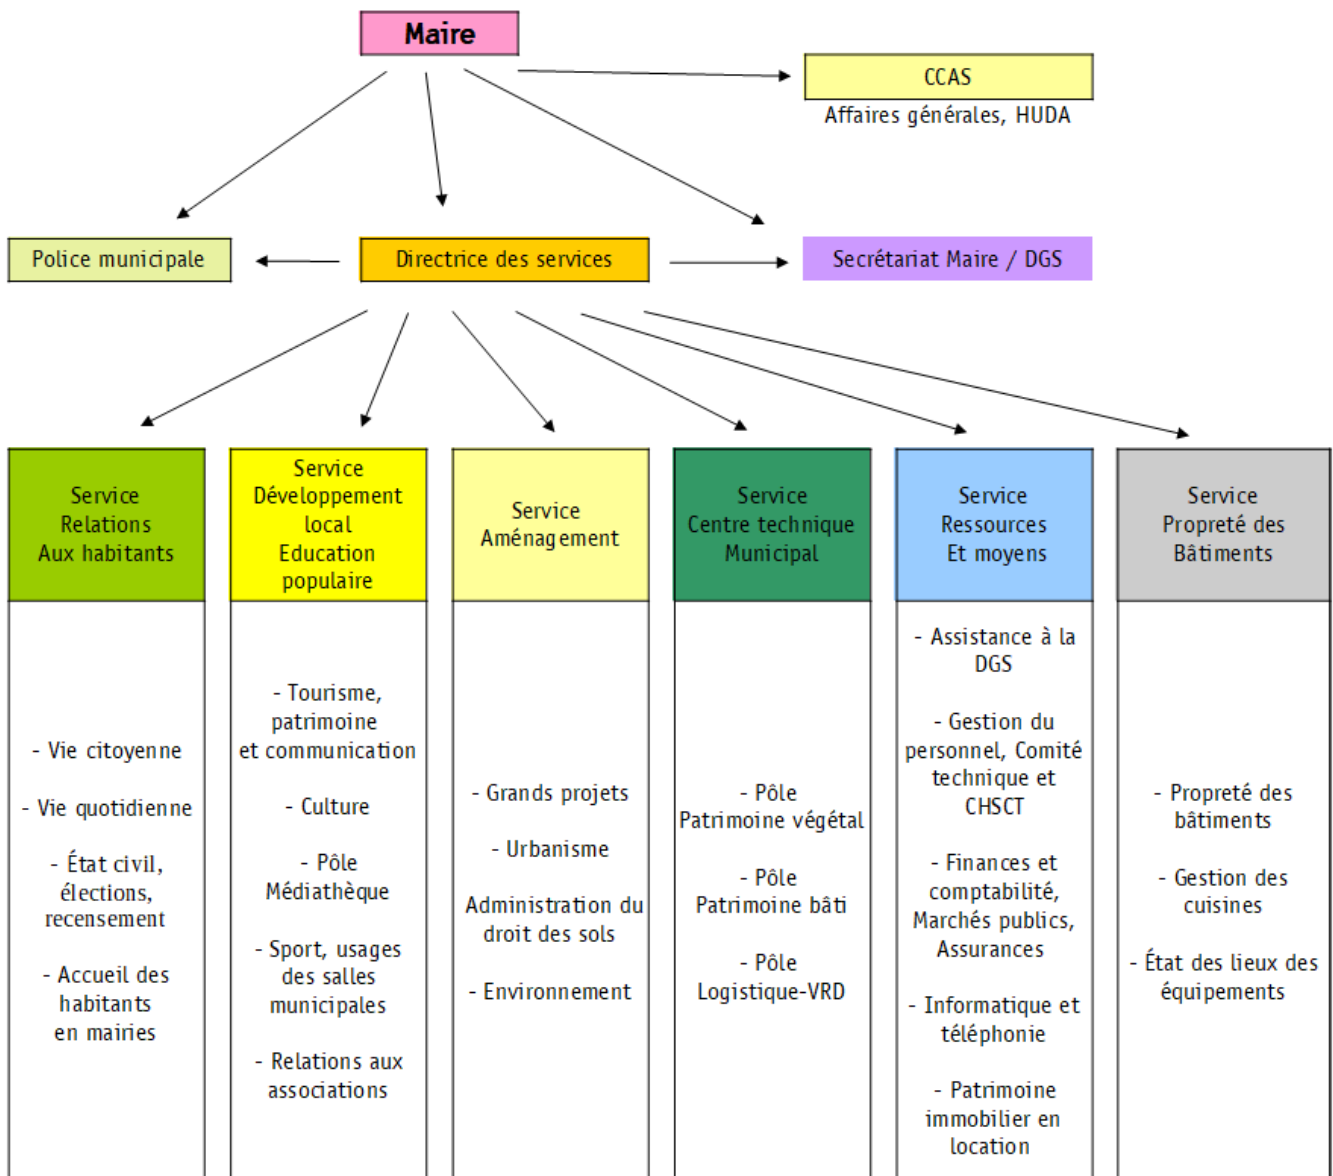 Maire
CCAS
Affaires générales, HUDA
Police municipale
Directrice des services
Secrétariat Maire / DGS
Service
Relations
Aux habitants
- Vie citoyenne
- Vie quotidienne
- État civil,
élections,
recensement
- Accueil des
habitants
en mairies
Service
Développement
local
Education
populaire
- Tourisme,
patrimoine
et communication
- Culture
- Pôle
Médiathèque
- Sport, usages
des salles
municipales
- Relations aux
associations
Service
Aménagement
- Grands projets
- Urbanisme
Administration du
droit des sols
- Environnement
Service
Centre technique
Municipal
- Pôle
Patrimoine végétal
- Pôle
Patrimoine bâti
- Pôle
Logistique-VRD
Service
Ressources
Et moyens
- Assistance à la
DGS
- Gestion du
personnel, Comité
technique et
CHSCT
- Finances et
comptabilité,
Marchés publics,
Assurances
- Informatique et
téléphonie
- Patrimoine
immobilier en
location
Service
Propreté des
Bâtiments
- Propreté des
bâtiments
- Gestion des
cuisines
- État des lieux des
équipements